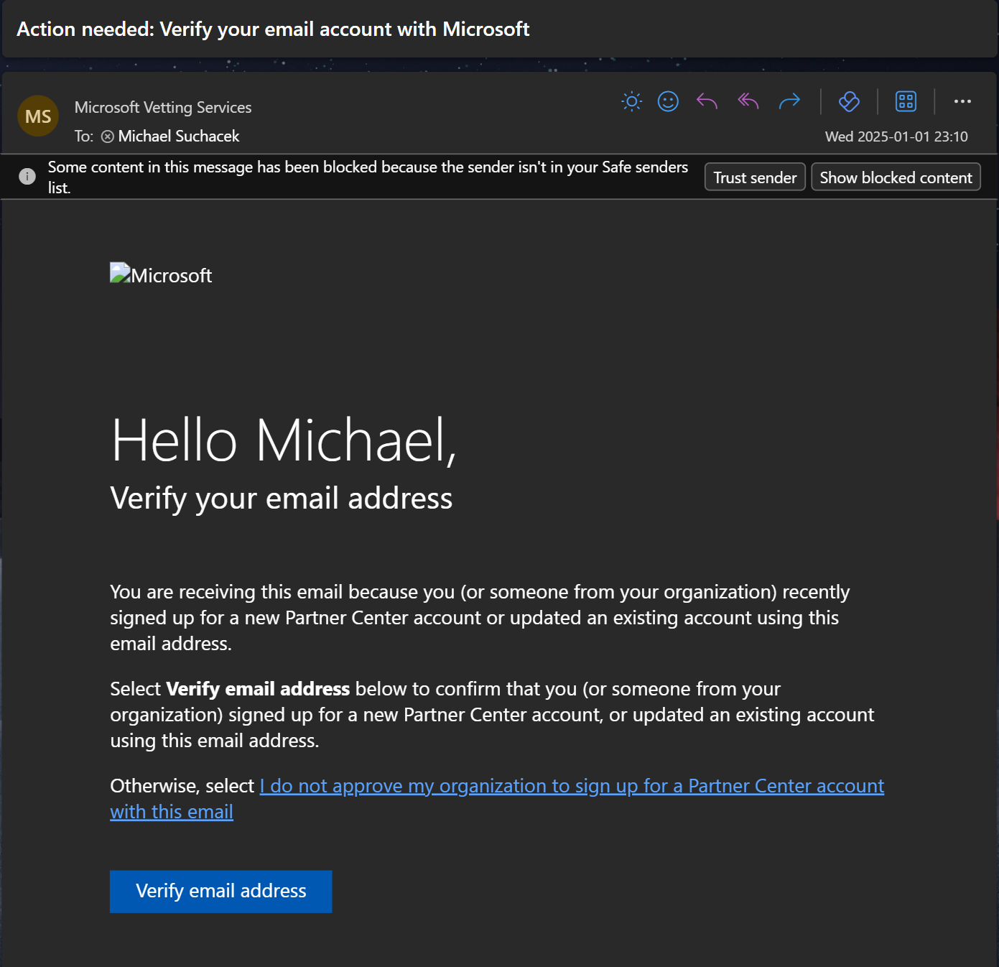 Action needed: Verify your email account with Microsoft
MS
Microsoft Vetting Services
To: Michael Suchacek
Wed 2025-01-01 23:10
Some content in this message has been blocked because the sender isn't in your Safe senders
list.
Trust sender
Show blocked content
Microsoft
Hello Michael,
Verify your email address
You are receiving this email because you (or someone from your organization) recently
signed up for a new Partner Center account or updated an existing account using this
email address.
Select Verify email address below to confirm that you (or someone from your
organization) signed up for a new Partner Center account, or updated an existing account
using this email address.
Otherwise, select I do not approve my organization to sign up for a Partner Center account
with this email
Verify email address